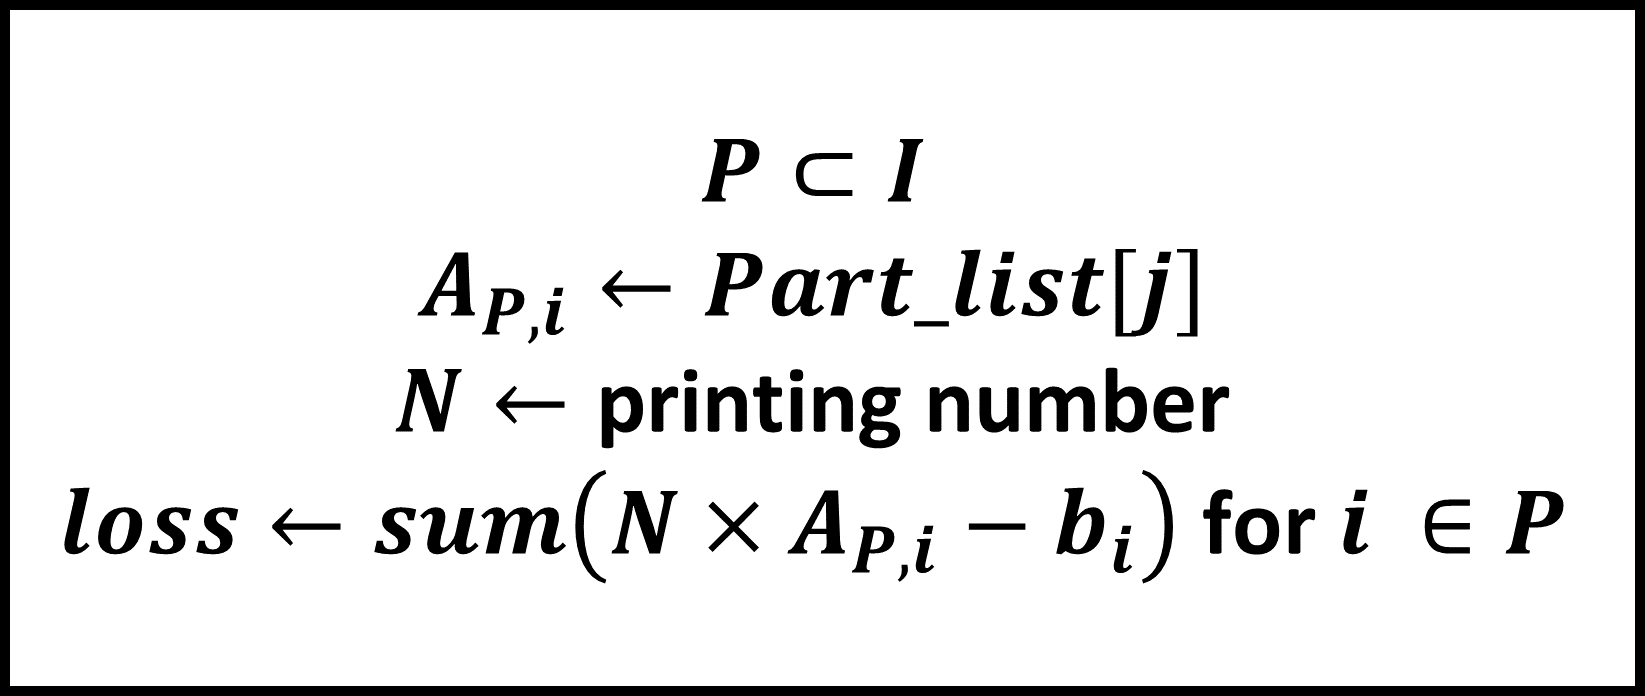 P ⊂ I
A_{P,i} ← Part_list[j]
N ← printing number
loss ← sum(N × A_{P,i} − b_i) for i ∈ P